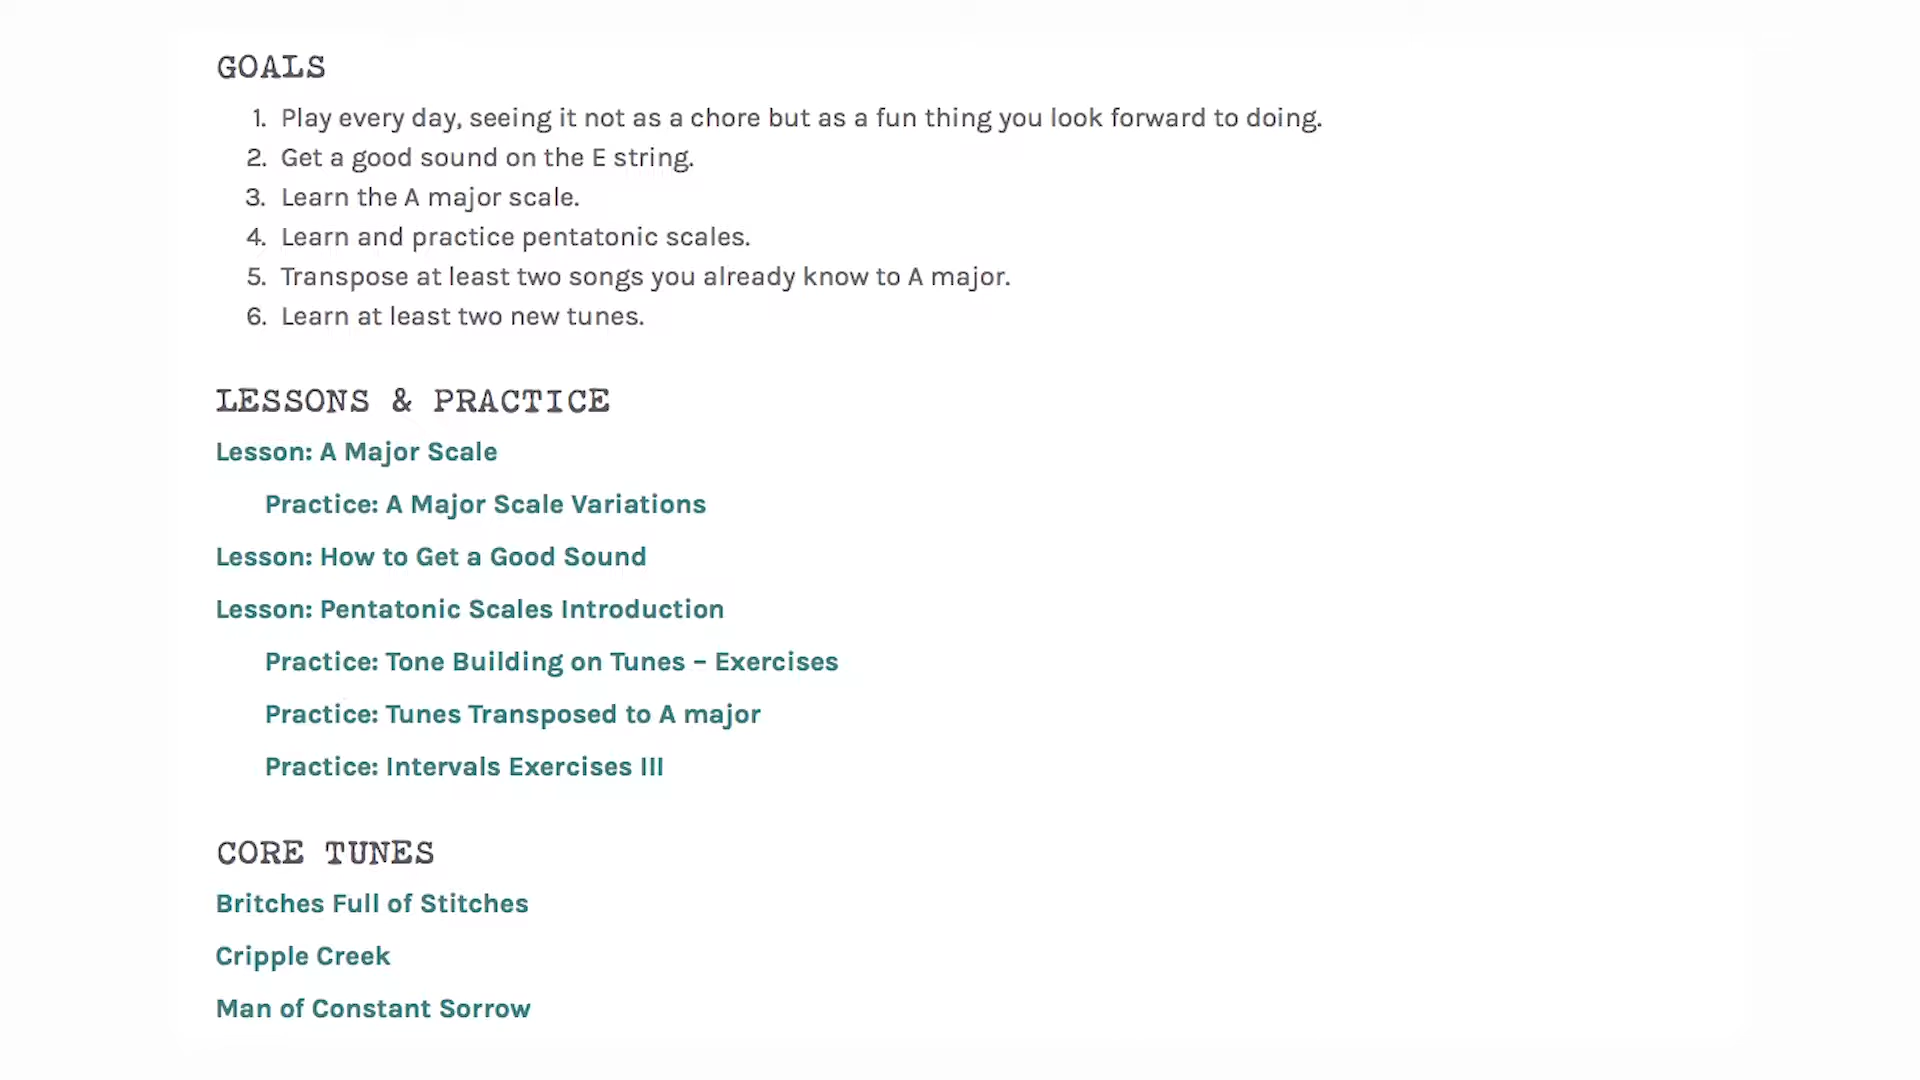 GOALS
1. Play every day, seeing it not as a chore but as a fun thing you look forward to doing.
2. Get a good sound on the E string.
3. Learn the A major scale.
4. Learn and practice pentatonic scales.
5. Transpose at least two songs you already know to A major.
6. Learn at least two new tunes.
LESSONS & PRACTICE
Lesson: A Major Scale
Practice: A Major Scale Variations
Lesson: How to Get a Good Sound
Lesson: Pentatonic Scales Introduction
Practice: Tone Building on Tunes – Exercises
Practice: Tunes Transposed to A major
Practice: Intervals Exercises III
CORE TUNES
Britches Full of Stitches
Cripple Creek
Man of Constant Sorrow